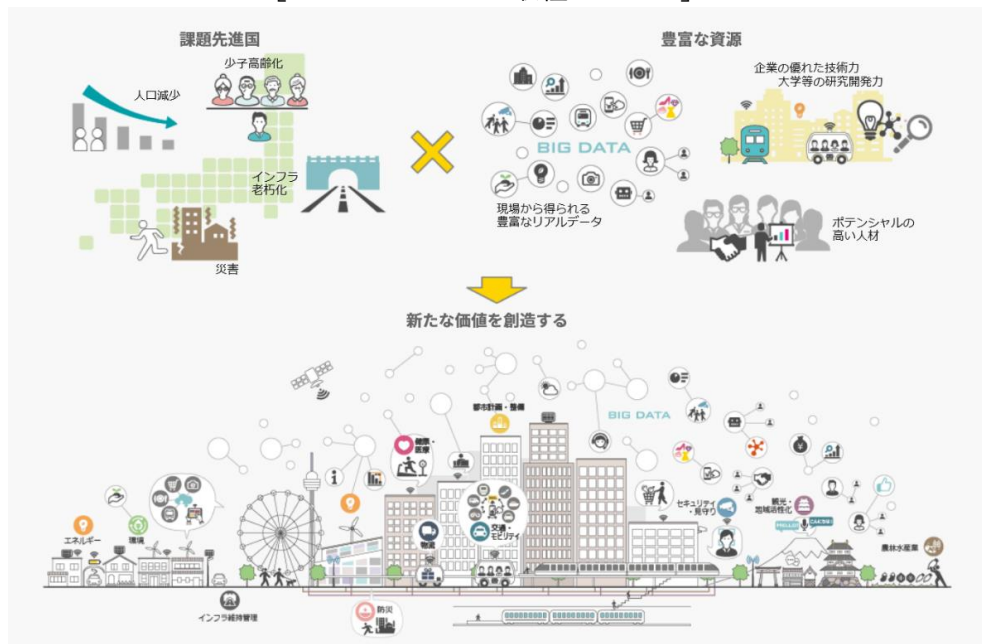 課題先進国
豊富な資源
少子高齢化
人口減少
インフラ
老朽化
災害
BIG DATA
現場から得られる
豊富なリアルデータ
企業の優れた技術力
大学等の研究開発力
ポテンシャルの
高い人材
新たな価値を創造する
BIG DATA
都市計画・整備
健康・
医療
エネルギー
環境
物流
交通・
モビリティ
セキュリティ
・見守り
観光・
地域活性化
HELLO!
こんにちは!
農林水産業
インフラ維持管理
防災